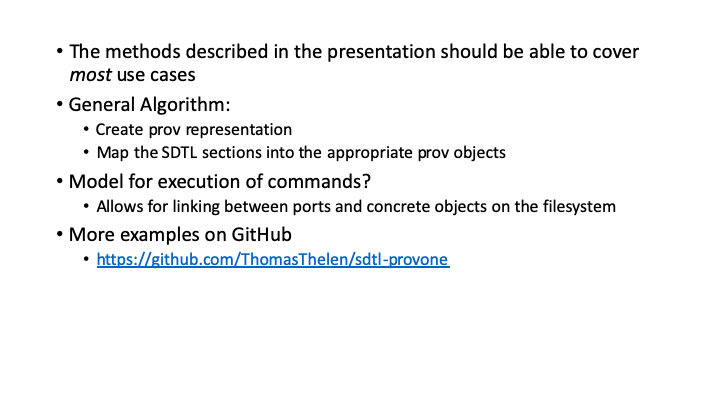 • The methods described in the presentation should be able to cover
most use cases
• General Algorithm:
• Create prov representation
• Map the SDTL sections into the appropriate prov objects
• Model for execution of commands?
• Allows for linking between ports and concrete objects on the filesystem
• More examples on GitHub
• https://github.com/ThomasThelen/sdtl-provone